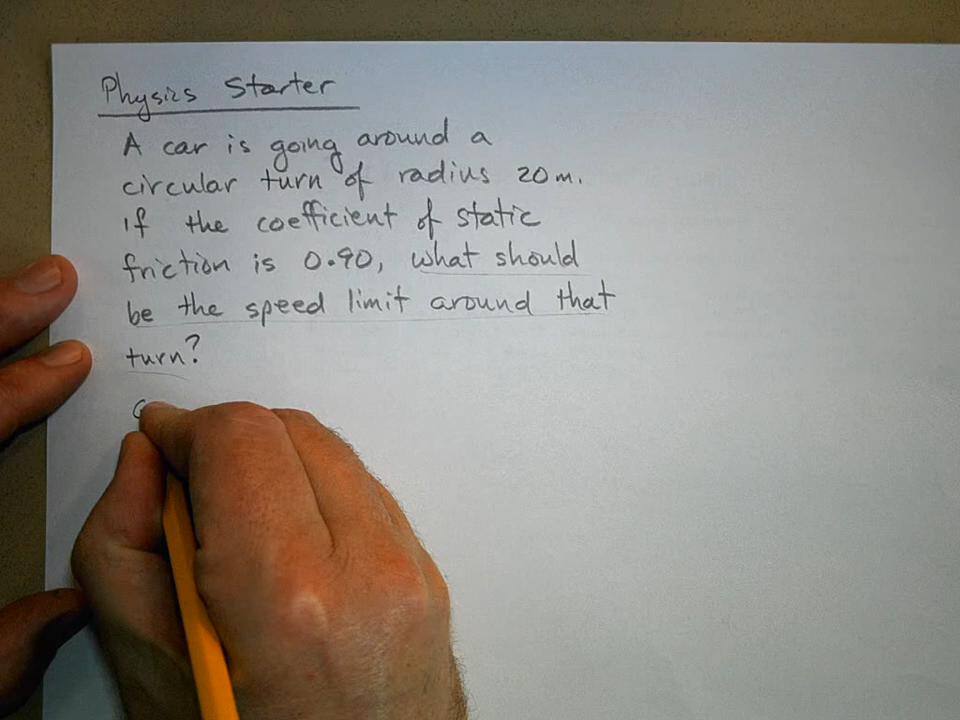 Physics Starter
A car is going around a
circular turn of radius 20m.
If the coefficient of static
friction is 0.90, what should
be the speed limit around that
turn?